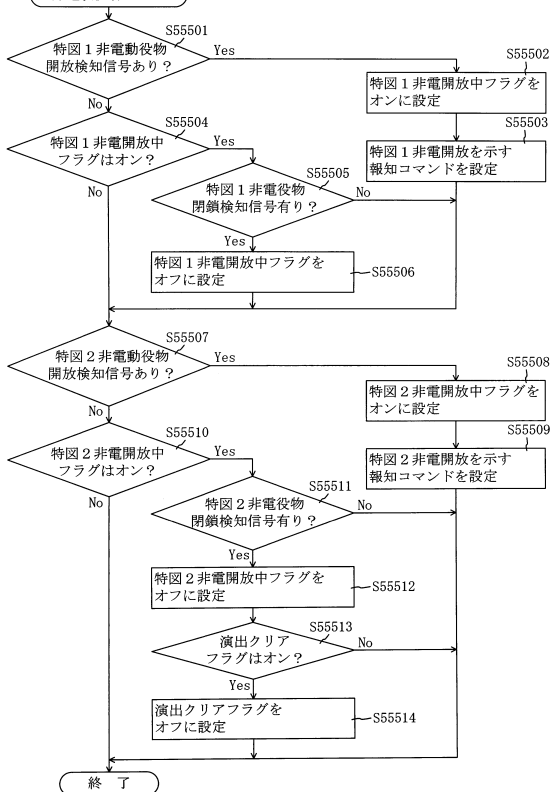 S55501
特図１非電動役物
開放検知信号あり？
Yes
No
S55502
特図１非電開放中フラグを
オンに設定
S55503
特図１非電開放を示す
報知コマンドを設定
S55504
特図１非電開放中
フラグはオン？
Yes
No
S55505
特図１非電役物
閉鎖検知信号有り？
No
Yes
特図１非電開放中フラグを
オフに設定
S55506
S55507
特図２非電動役物
開放検知信号あり？
Yes
No
S55508
特図２非電開放中フラグを
オンに設定
S55509
特図２非電開放を示す
報知コマンドを設定
S55510
特図２非電開放中
フラグはオン？
Yes
No
S55511
特図２非電役物
閉鎖検知信号有り？
No
Yes
特図２非電開放中フラグを
オフに設定
S55512
S55513
演出クリア
フラグはオン？
No
Yes
演出クリアフラグを
オフに設定
S55514
終 了